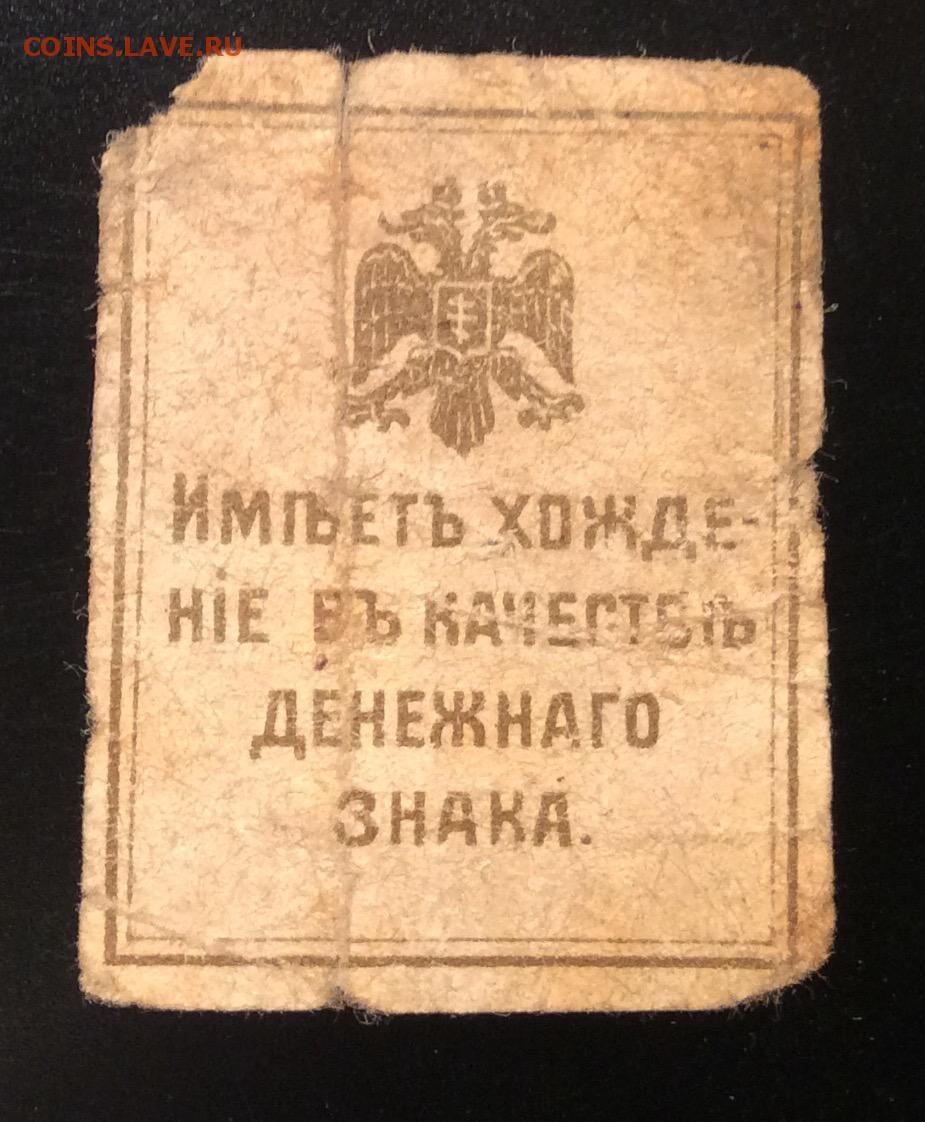 COINS.LAVE.RU
ИМѢЕТЪ ХОЖДЕ-
НІЕ ВЪ КАЧЕСТВѢ
ДЕНЕЖНАГО
ЗНАКА.